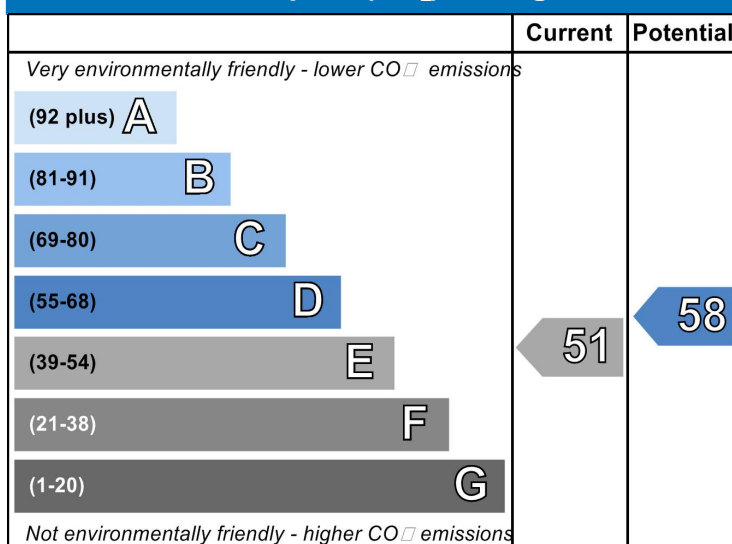 Current Potential
Very environmentally friendly - lower CO□ emissions
(92 plus) A
(81-91) B
(69-80) C
(55-68) D
(39-54) E
51
58
(21-38) F
(1-20) G
Not environmentally friendly - higher CO□ emissions